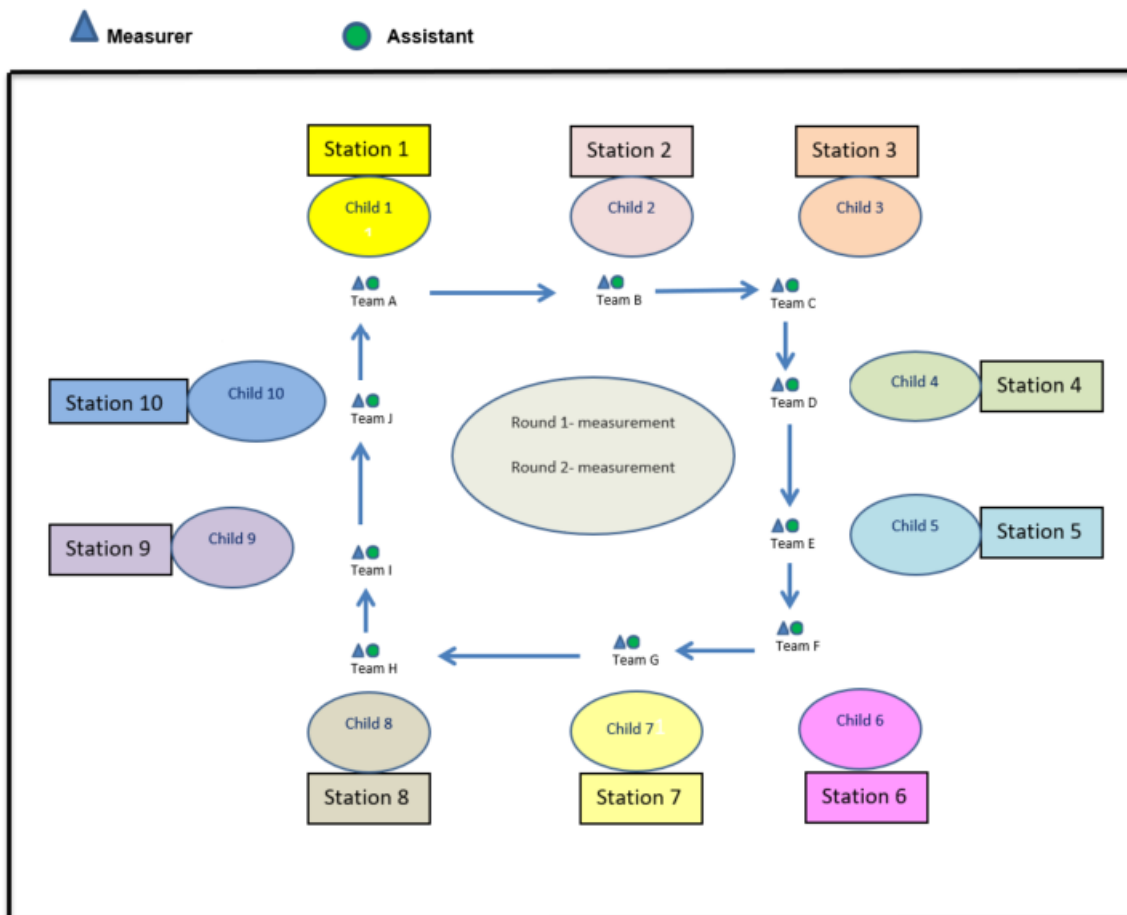 Measurer
Assistant
Station 1
Station 2
Station 3
Child 1
1
Child 2
Child 3
Team A
Team B
Team C
Station 10
Child 10
Team J
Round 1- measurement
Round 2- measurement
Team D
Child 4
Station 4
Station 9
Child 9
Team I
Team E
Child 5
Station 5
Team H
Team G
Team F
Child 8
Child 7 1
Child 6
Station 8
Station 7
Station 6